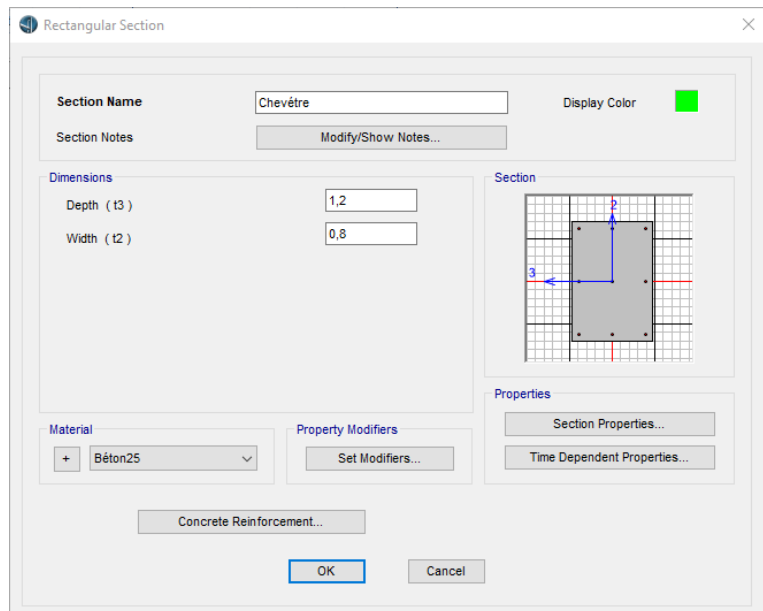 Rectangular Section
Section Name Chevétre Display Color
Section Notes Modify/Show Notes...
Dimensions
Depth ( t3 ) 1,2
Width ( t2 ) 0,8
Section
2
3
Properties
Section Properties...
Time Dependent Properties...
Material
+ Béton25
Property Modifiers
Set Modifiers...
Concrete Reinforcement...
OK Cancel